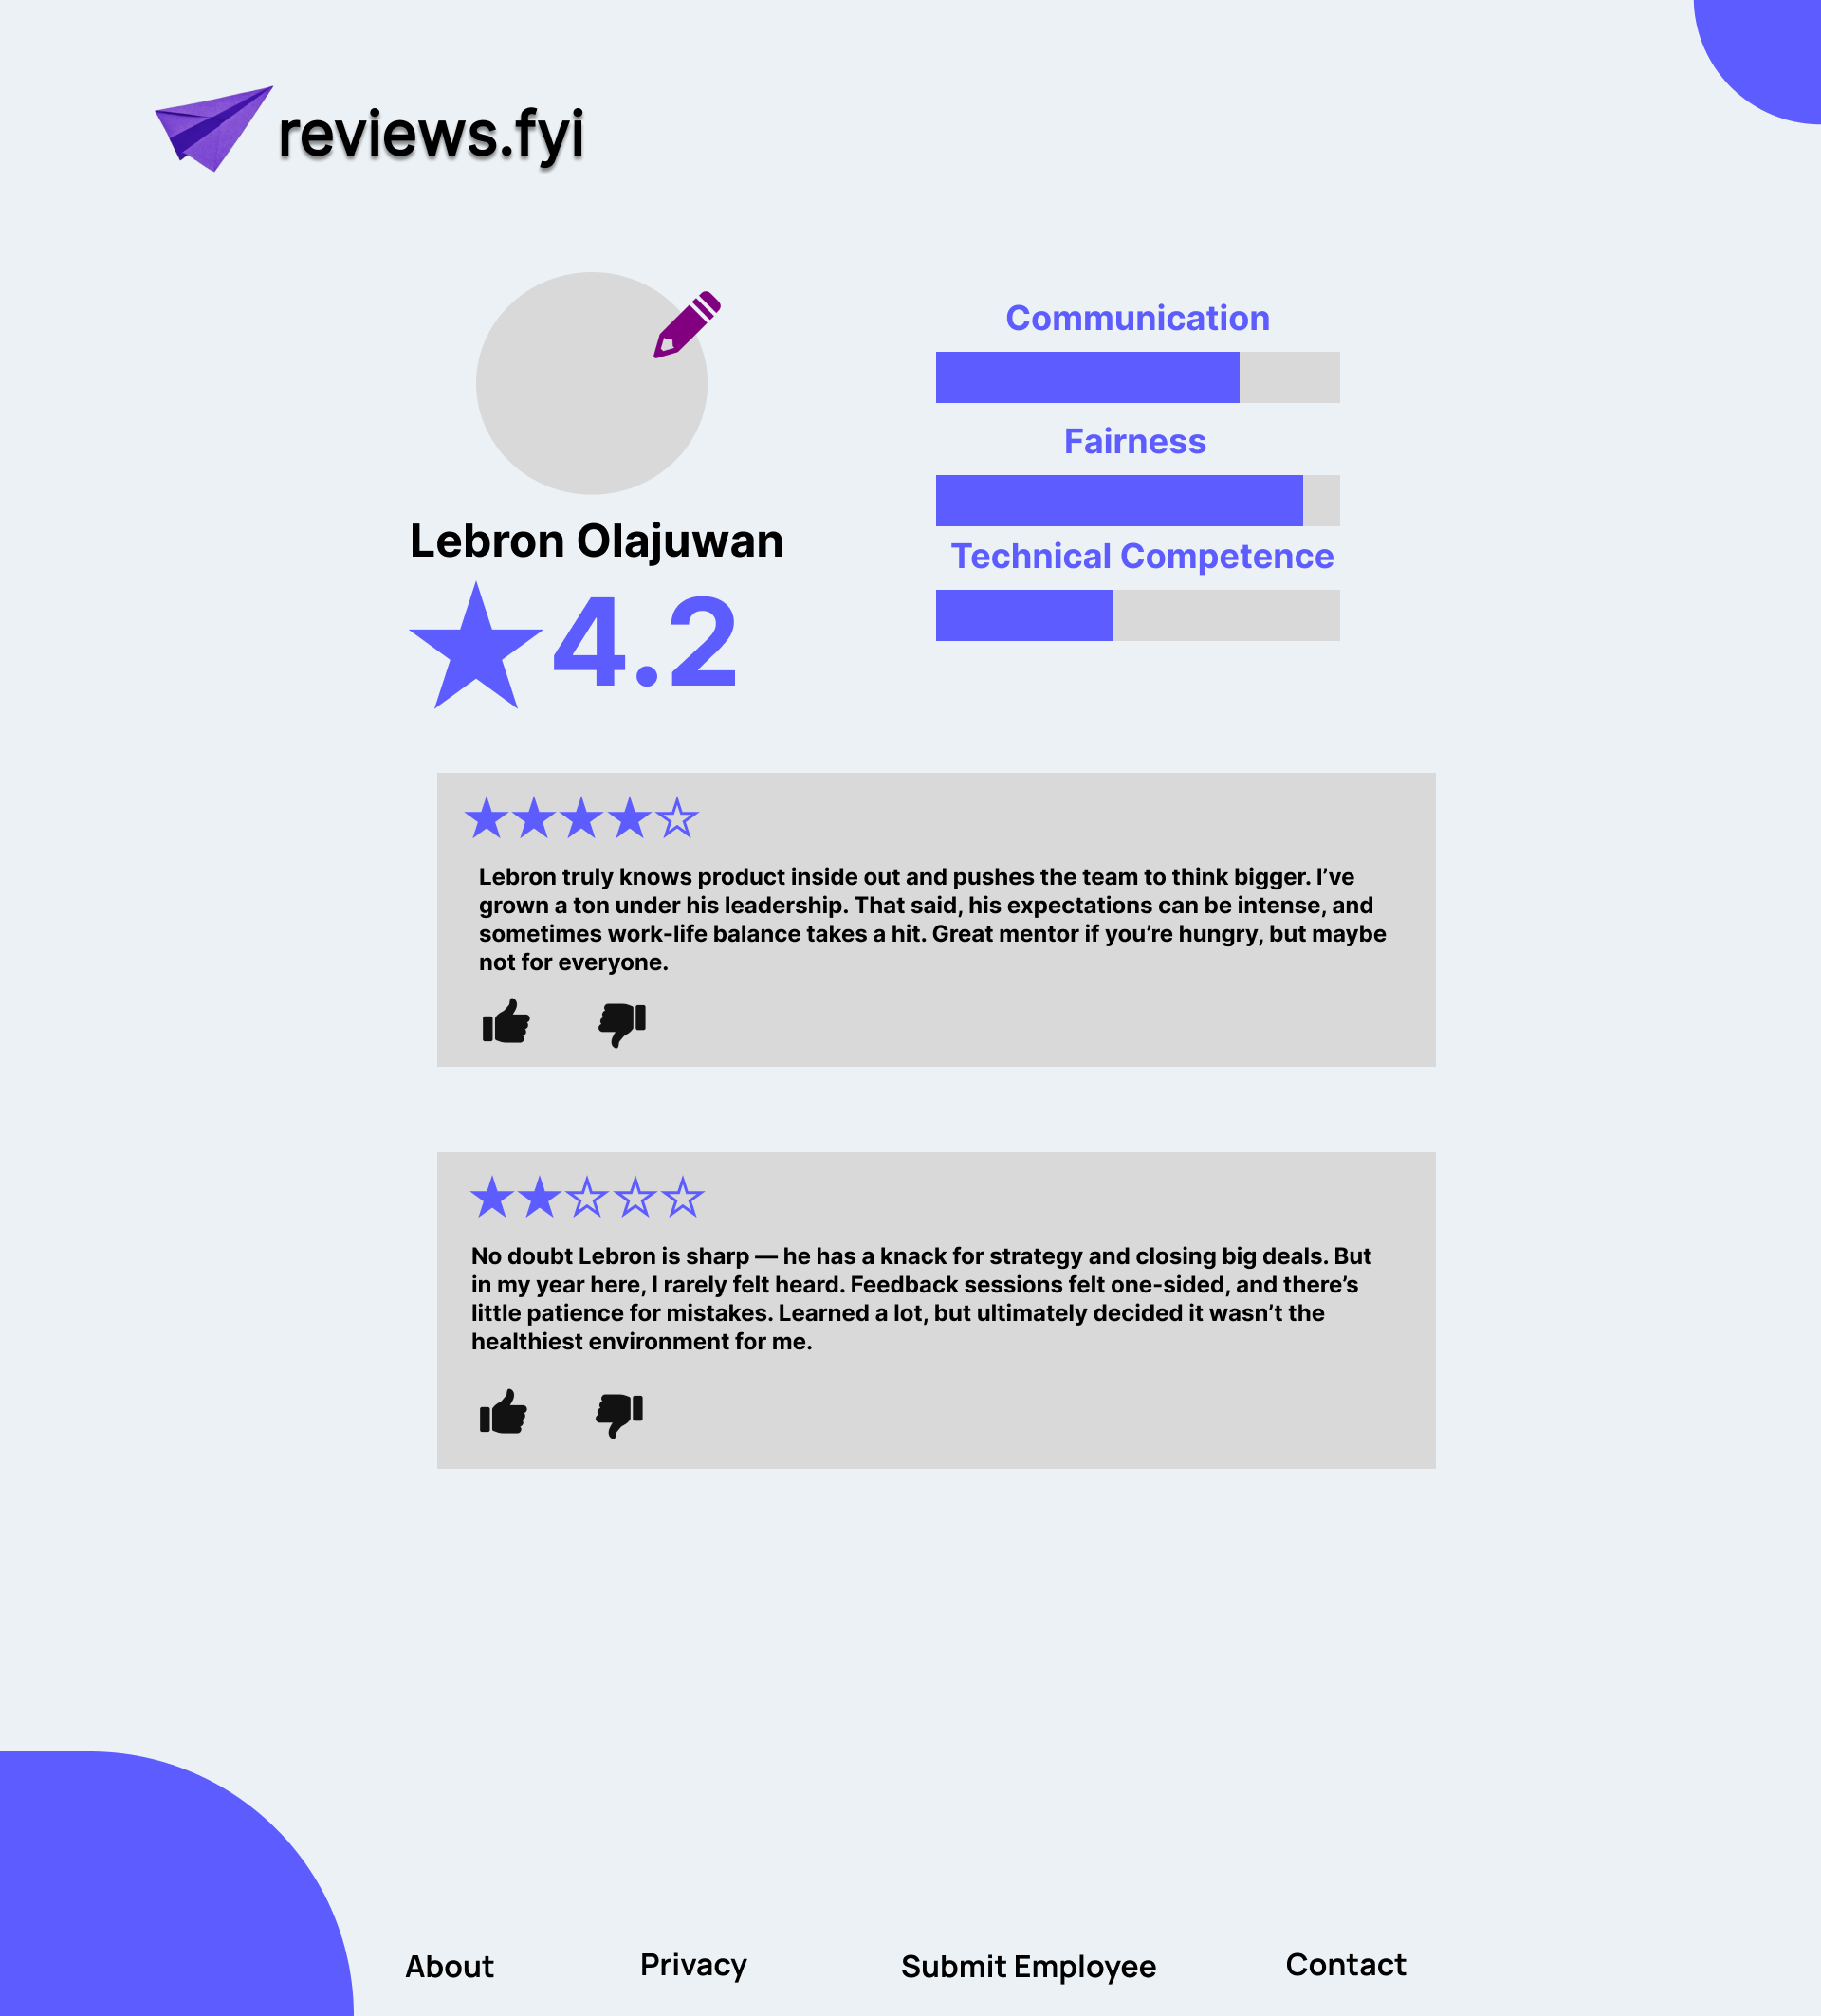 reviews.fyi
Lebron Olajuwan
4.2
Communication
Fairness
Technical Competence
Lebron truly knows product inside out and pushes the team to think bigger. I’ve
grown a ton under his leadership. That said, his expectations can be intense, and
sometimes work-life balance takes a hit. Great mentor if you’re hungry, but maybe
not for everyone.
No doubt Lebron is sharp — he has a knack for strategy and closing big deals. But
in my year here, I rarely felt heard. Feedback sessions felt one-sided, and there’s
little patience for mistakes. Learned a lot, but ultimately decided it wasn’t the
healthiest environment for me.
About
Privacy
Submit Employee
Contact